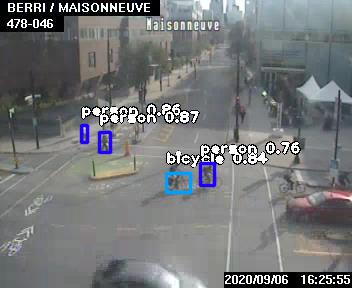 BERRI / MAISONNEUVE
478-046
Maisonneuve
person 0.86
person 0.87
person 0.76
bicycle 0.84
2020/09/06 16:25:55